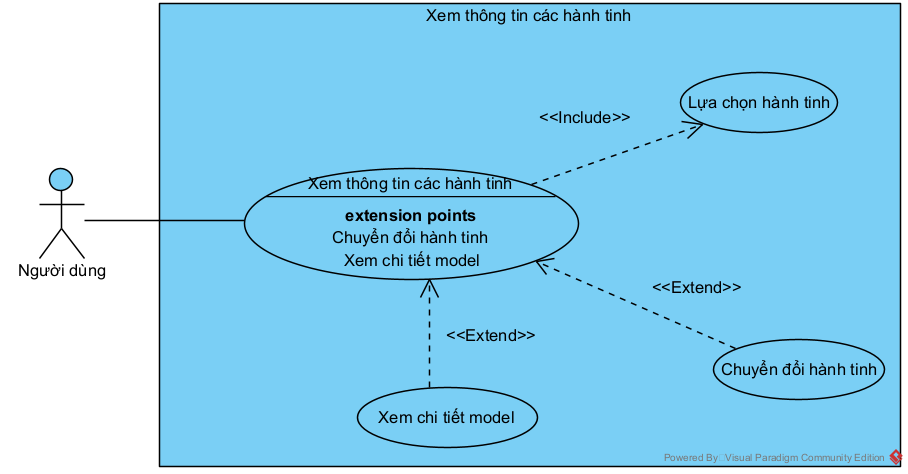 Xem thông tin các hành tinh
Lựa chọn hành tinh
<<Include>>
Xem thông tin các hành tinh
extension points
Chuyển đổi hành tinh
Xem chi tiết model
Người dùng
<<Extend>>
<<Extend>>
Chuyển đổi hành tinh
Xem chi tiết model
Powered By Visual Paradigm Community Edition